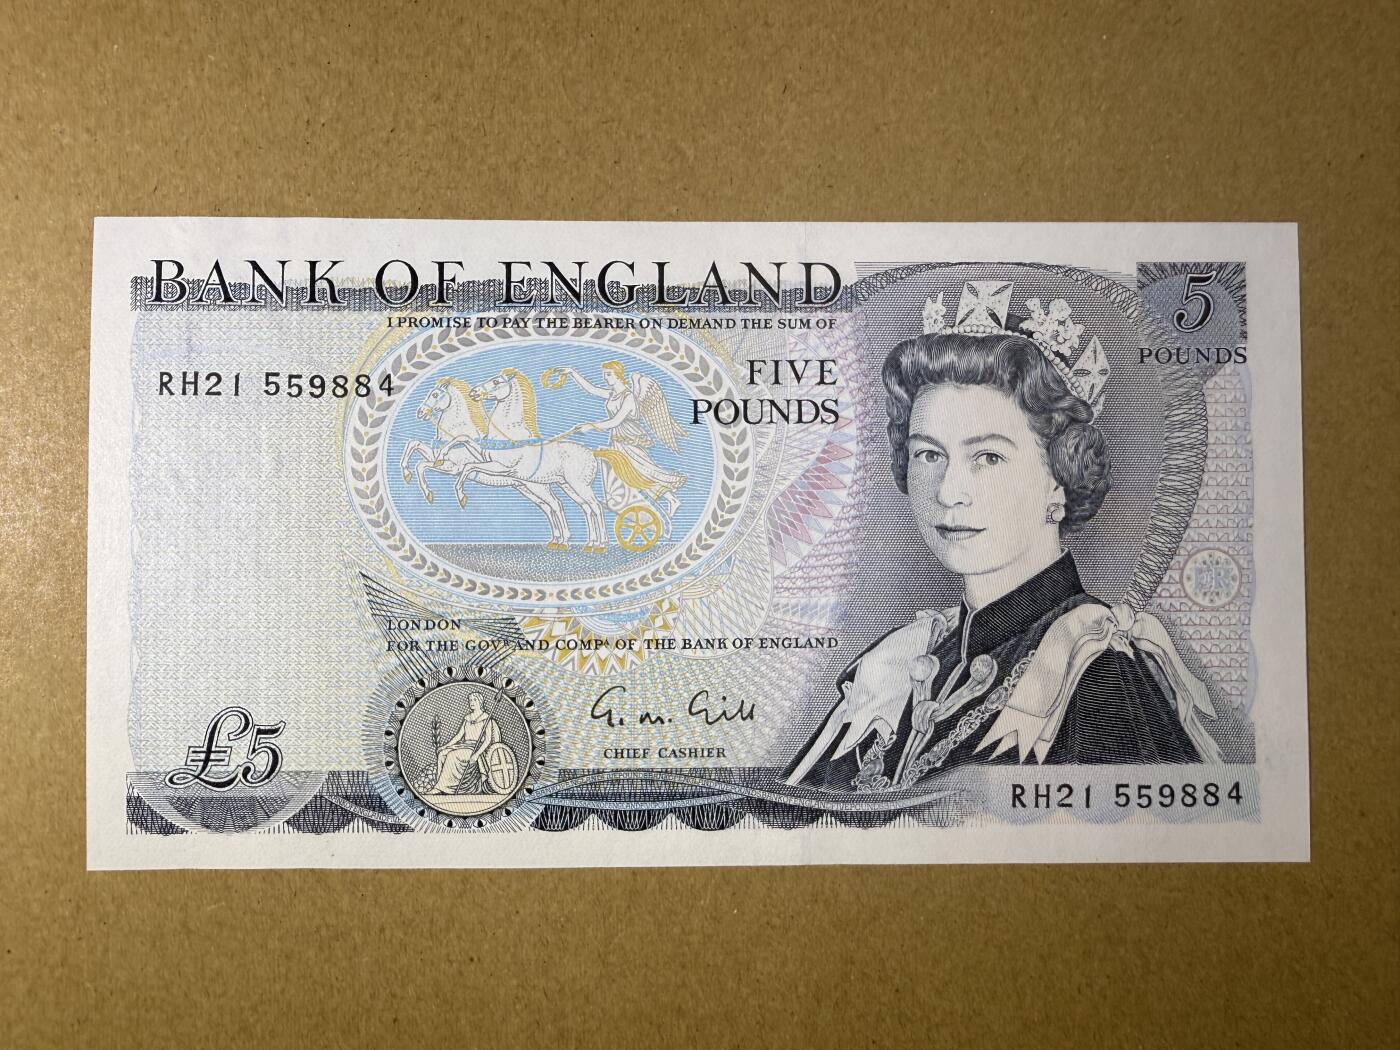 BANK OF ENGLAND
I PROMISE TO PAY THE BEARER ON DEMAND THE SUM OF
5
POUNDS
RH21 559884
FIVE
POUNDS
LONDON
FOR THE GOVR AND COMPA OF THE BANK OF ENGLAND
G. M. Gill
CHIEF CASHIER
£5
ER
RH21 559884